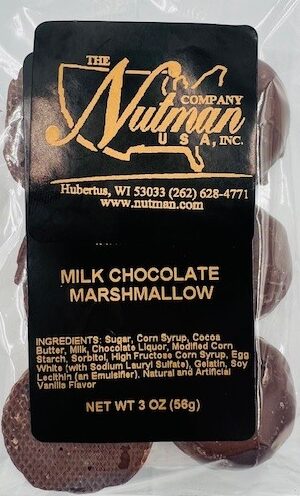 THE
Nutman
COMPANY
U S A, INC.
Hubertus, WI 53033 (262) 628-4771
www.nutman.com
MILK CHOCOLATE
MARSHMALLOW
INGREDIENTS: Sugar, Corn Syrup, Cocoa
Butter, Milk, Chocolate Liquor, Modified Corn
Starch, Sorbitol, High Fructose Corn Syrup, Egg
White (with Sodium Lauryl Sulfate), Gelatin, Soy
Lecithin (an Emulsifier), Natural and Artificial
Vanilla Flavor
NET WT 3 OZ (56g)